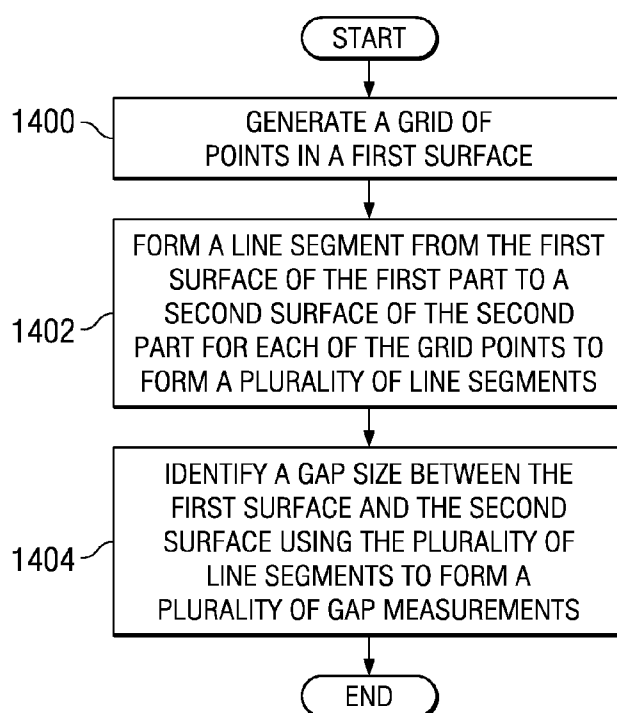 START
1400
GENERATE A GRID OF
POINTS IN A FIRST SURFACE
1402
FORM A LINE SEGMENT FROM THE FIRST
SURFACE OF THE FIRST PART TO A
SECOND SURFACE OF THE SECOND
PART FOR EACH OF THE GRID POINTS TO
FORM A PLURALITY OF LINE SEGMENTS
1404
IDENTIFY A GAP SIZE BETWEEN THE
FIRST SURFACE AND THE SECOND
SURFACE USING THE PLURALITY OF
LINE SEGMENTS TO FORM A
PLURALITY OF GAP MEASUREMENTS
END